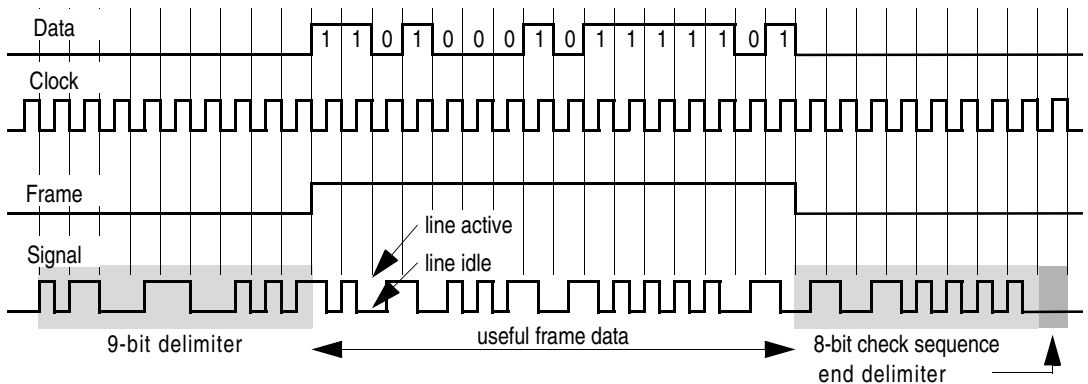 Data
1 1 0 1 0 0 0 1 0 1 1 1 1 1 0 1
Clock
Frame
line active
Signal
line idle
9-bit delimiter
useful frame data
8-bit check sequence
end delimiter